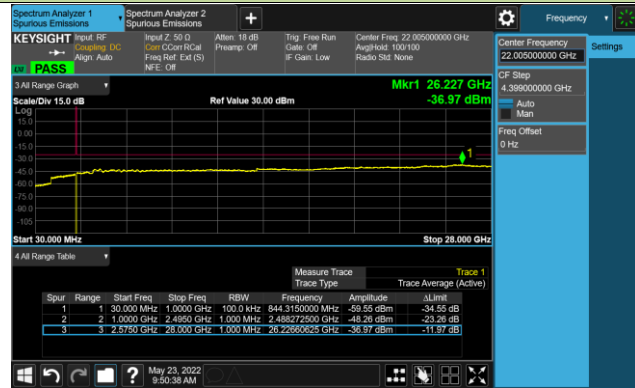 Spectrum Analyzer 1
Spurious Emissions
Spectrum Analyzer 2
Spurious Emissions
+
Frequency
KEYSIGHT
Input: RF
Coupling: DC
Align: Auto
Input Z: 50 Ω
Corr CCorr RCal
Freq Ref: Ext (S)
NFE: Off
Atten: 18 dB
Preamp: Off
Trig: Free Run
Gate: Off
IF Gain: Low
Center Freq: 22.005000000 GHz
Avg|Hold: 100/100
Radio Std: None
PASS
Center Frequency
22.005000000 GHz
Settings
CF Step
4.399000000 GHz
Auto
Man
Freq Offset
0 Hz
3 All Range Graph
Mkr1 26.227 GHz
Scale/Div 15.0 dB
Ref Value 30.00 dBm
-36.97 dBm
Log
15.0
0.00
-15.0
-30.0
-45.0
-60.0
-75.0
-90.0
-105
1
Start 30.000 MHz
Stop 28.000 GHz
4 All Range Table
Measure Trace
Trace 1
Trace Type
Trace Average (Active)
Spur Range Start Freq Stop Freq RBW Frequency Amplitude ΔLimit
1 1 30.000 MHz 1.0000 GHz 100.0 kHz 844.3150000 MHz -59.55 dBm -34.55 dB
2 2 1.0000 GHz 2.4950 GHz 1.000 MHz 2.488272500 GHz -48.26 dBm -23.26 dB
3 3 2.5750 GHz 28.000 GHz 1.000 MHz 26.22660625 GHz -36.97 dBm -11.97 dB
?
May 23, 2022
9:50:38 AM